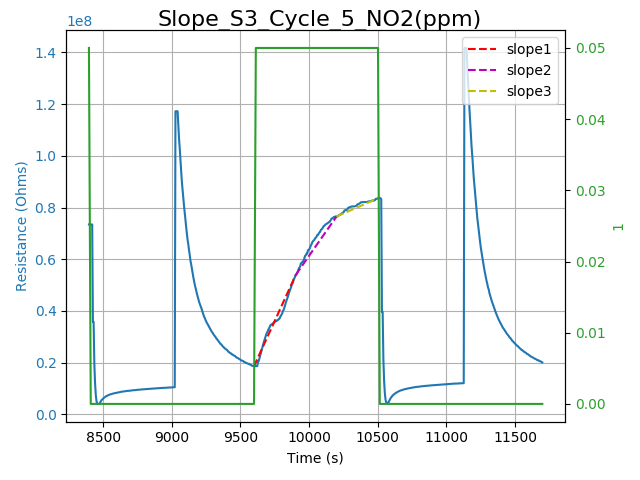 Slope_S3_Cycle_5_NO2(ppm)
1e8
slope1
slope2
slope3
Resistance (Ohms)
1.4
1.2
1.0
0.8
0.6
0.4
0.2
0.0
0.05
0.04
0.03
0.02
0.01
0.00
1
8500 9000 9500 10000 10500 11000 11500
Time (s)